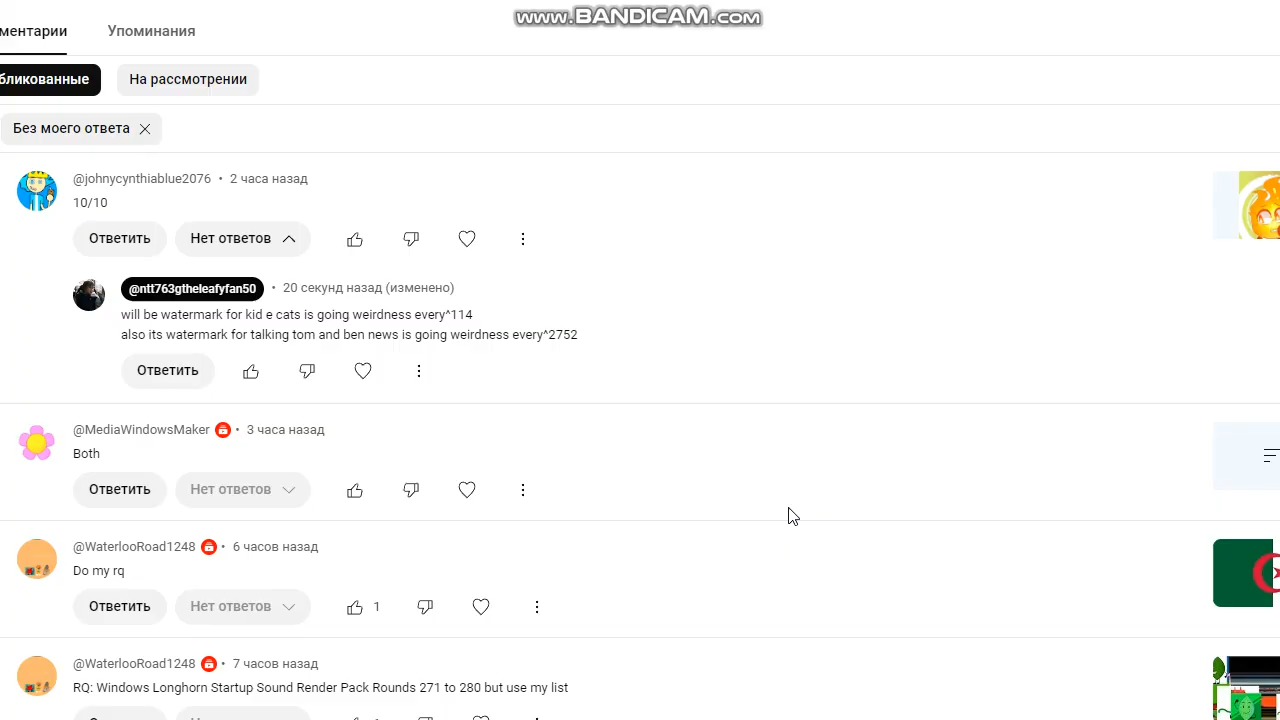 www.BANDICAM.com
ментарии
Упоминания
бликованные
На рассмотрении
Без моего ответа
@johnycynthiablue2076 • 2 часа назад
10/10
Ответить
Нет ответов
@ntt763gtheleafyfan50 • 20 секунд назад (изменено)
will be watermark for kid e cats is going weirdness every^114
also its watermark for talking tom and ben news is going weirdness every^2752
Ответить
@MediaWindowsMaker • 3 часа назад
Both
Ответить
Нет ответов
@WaterlooRoad1248 • 6 часов назад
Do my rq
Ответить
Нет ответов
1
@WaterlooRoad1248 • 7 часов назад
RQ: Windows Longhorn Startup Sound Render Pack Rounds 271 to 280 but use my list